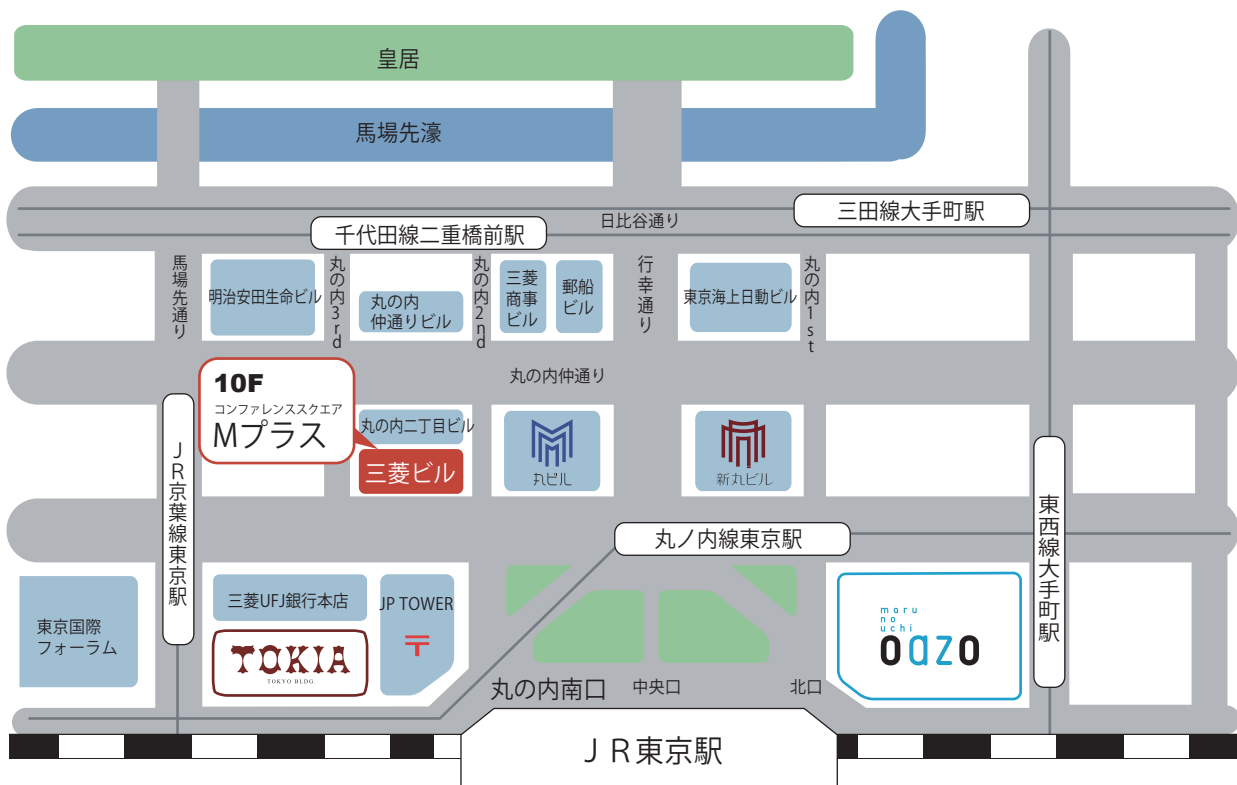 皇居
馬場先濠
三田線大手町駅
日比谷通り
千代田線二重橋前駅
馬場先通り
明治安田生命ビル
丸の内3rd
丸の内
仲通りビル
丸の内2nd
三菱
商事
ビル
郵船
ビル
行幸通り
東京海上日動ビル
丸の内1st
丸の内仲通り
10F
コンファレンススクエア
Mプラス
丸の内二丁目ビル
三菱ビル
丸ビル
新丸ビル
JR京葉線東京駅
丸ノ内線東京駅
東西線大手町駅
東京国際
フォーラム
三菱UFJ銀行本店
JP TOWER
〒
TOKIA
TOKYO BLDG.
maru
no
uchi
oazo
丸の内南口
中央口
北口
JR東京駅